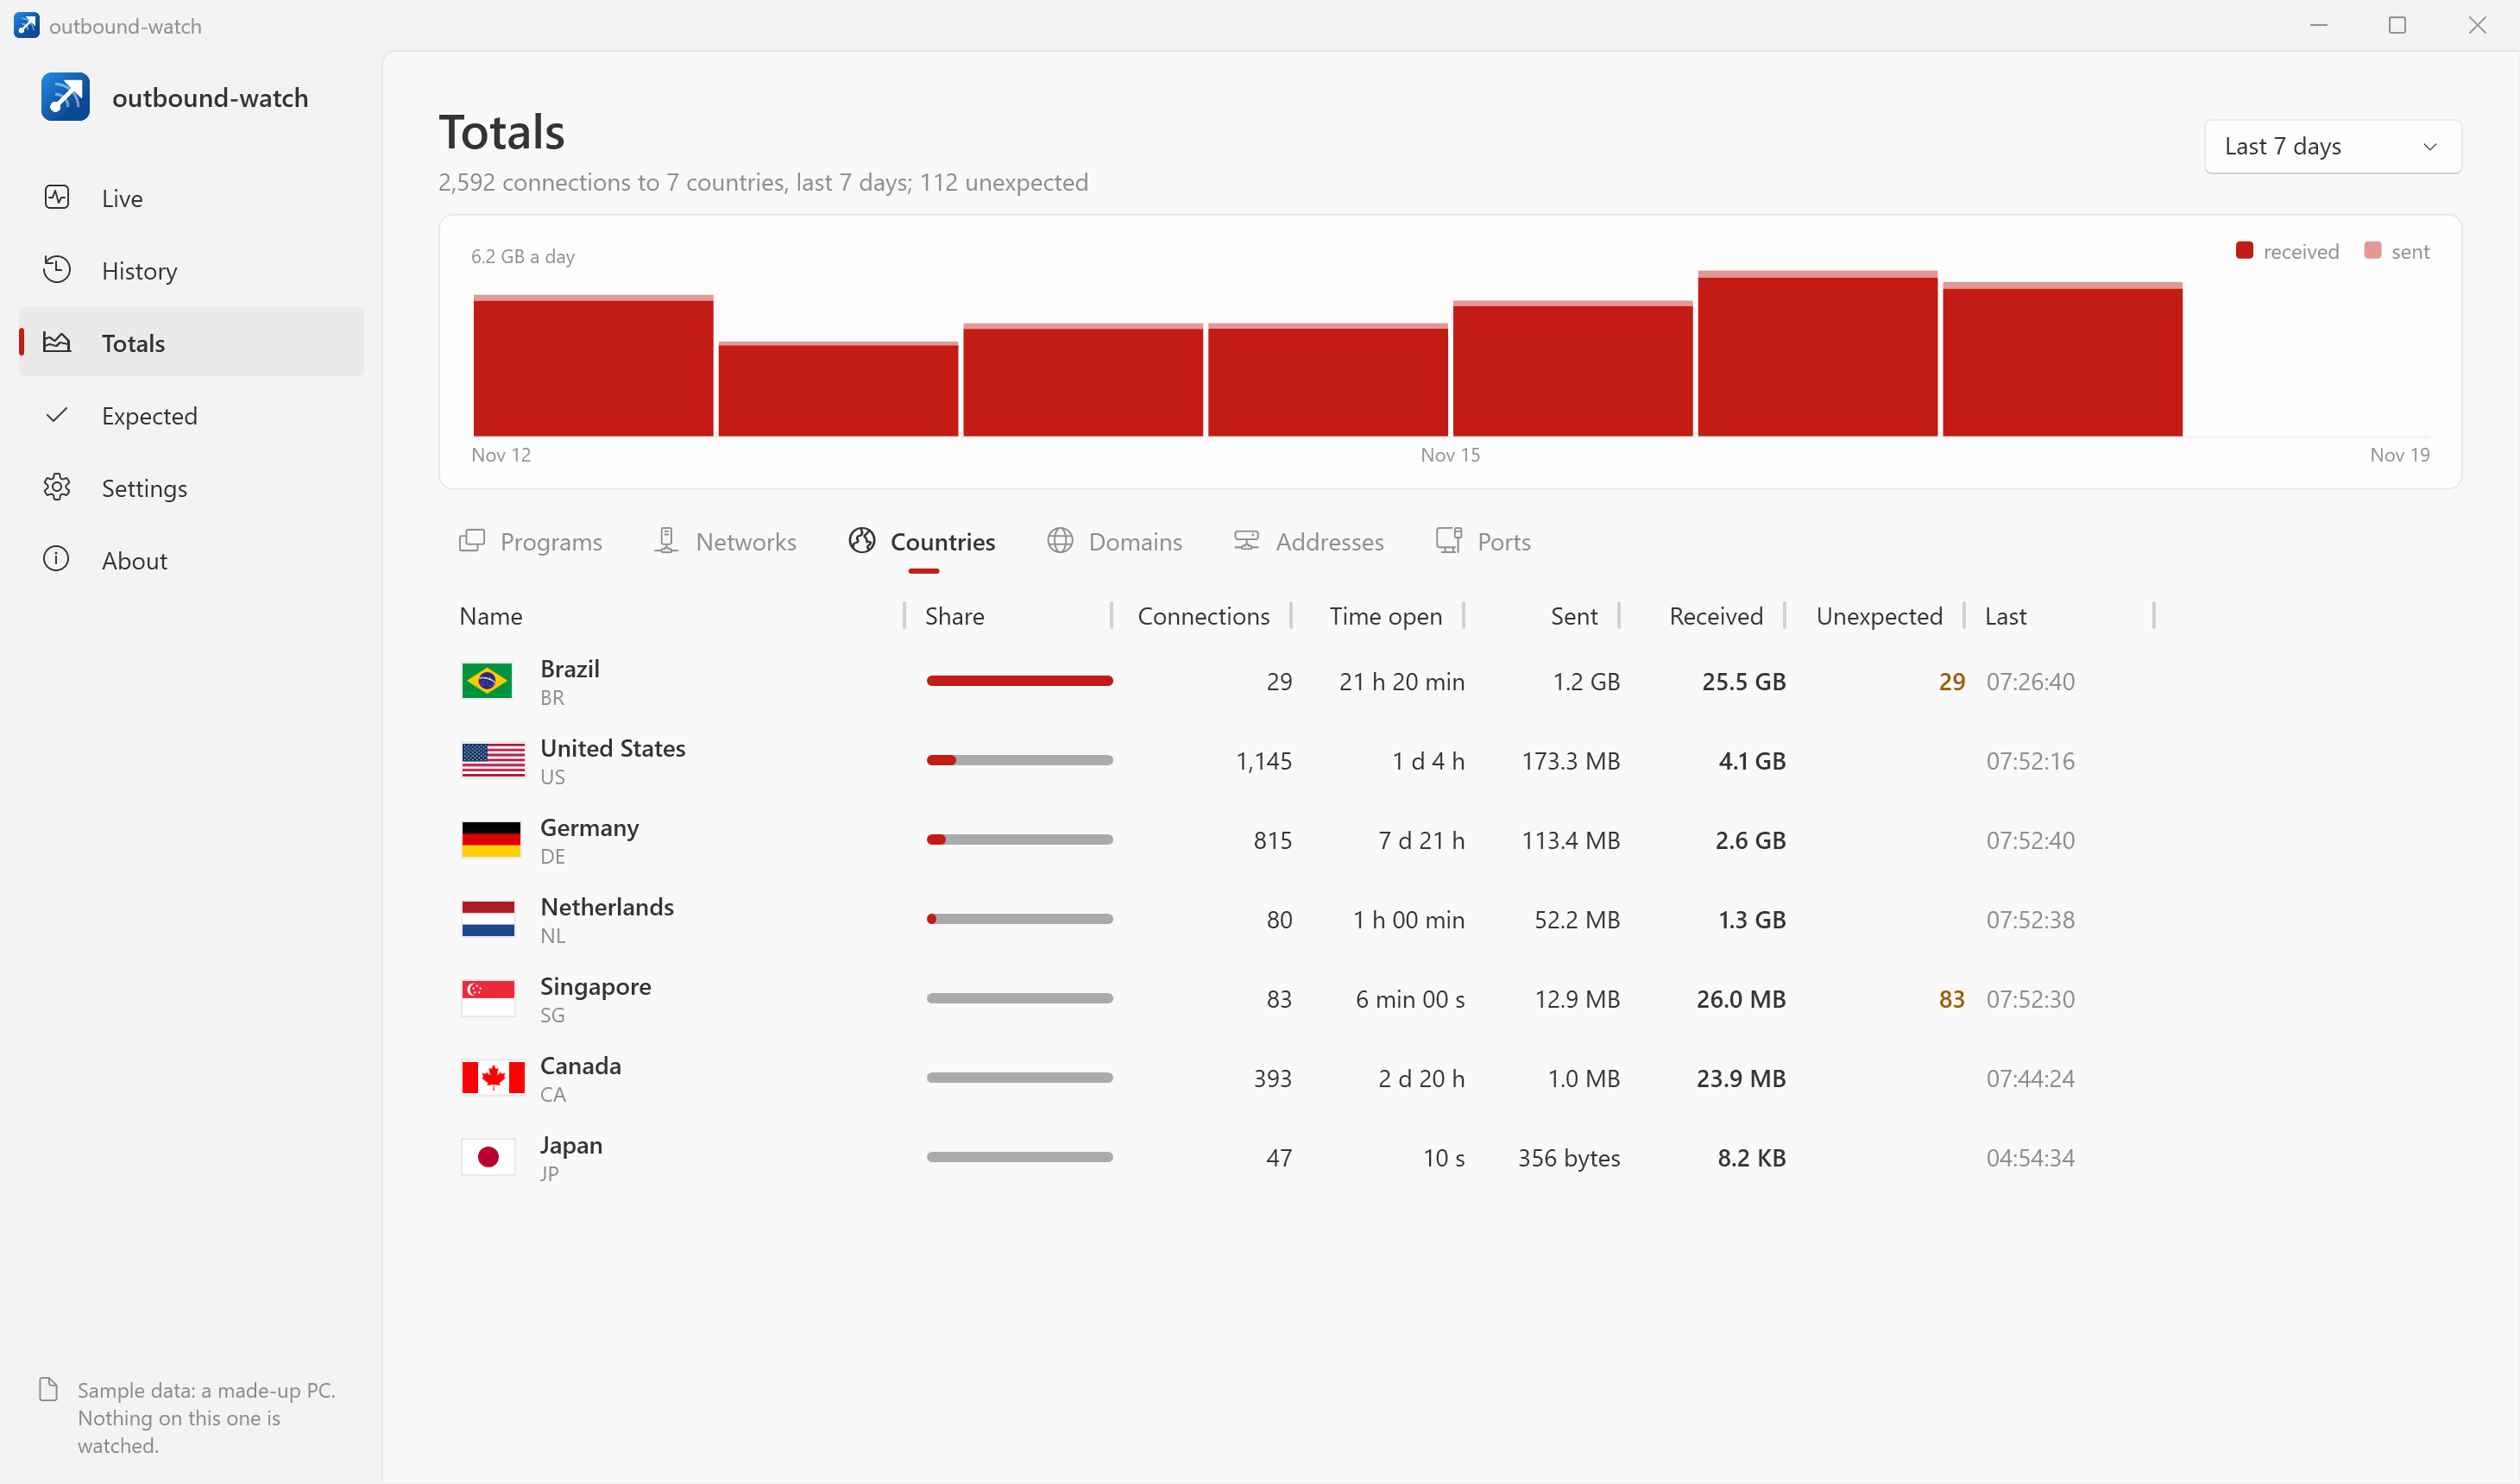 outbound-watch
outbound-watch
Live
History
Totals
Expected
Settings
About
Sample data: a made-up PC.
Nothing on this one is
watched.
Totals
2,592 connections to 7 countries, last 7 days; 112 unexpected
Last 7 days
6.2 GB a day
received sent
Nov 12 Nov 15 Nov 19
Programs Networks Countries Domains Addresses Ports
Name Share Connections Time open Sent Received Unexpected Last
Brazil
BR
29 21 h 20 min 1.2 GB 25.5 GB 29 07:26:40
United States
US
1,145 1 d 4 h 173.3 MB 4.1 GB 07:52:16
Germany
DE
815 7 d 21 h 113.4 MB 2.6 GB 07:52:40
Netherlands
NL
80 1 h 00 min 52.2 MB 1.3 GB 07:52:38
Singapore
SG
83 6 min 00 s 12.9 MB 26.0 MB 83 07:52:30
Canada
CA
393 2 d 20 h 1.0 MB 23.9 MB 07:44:24
Japan
JP
47 10 s 356 bytes 8.2 KB 04:54:34